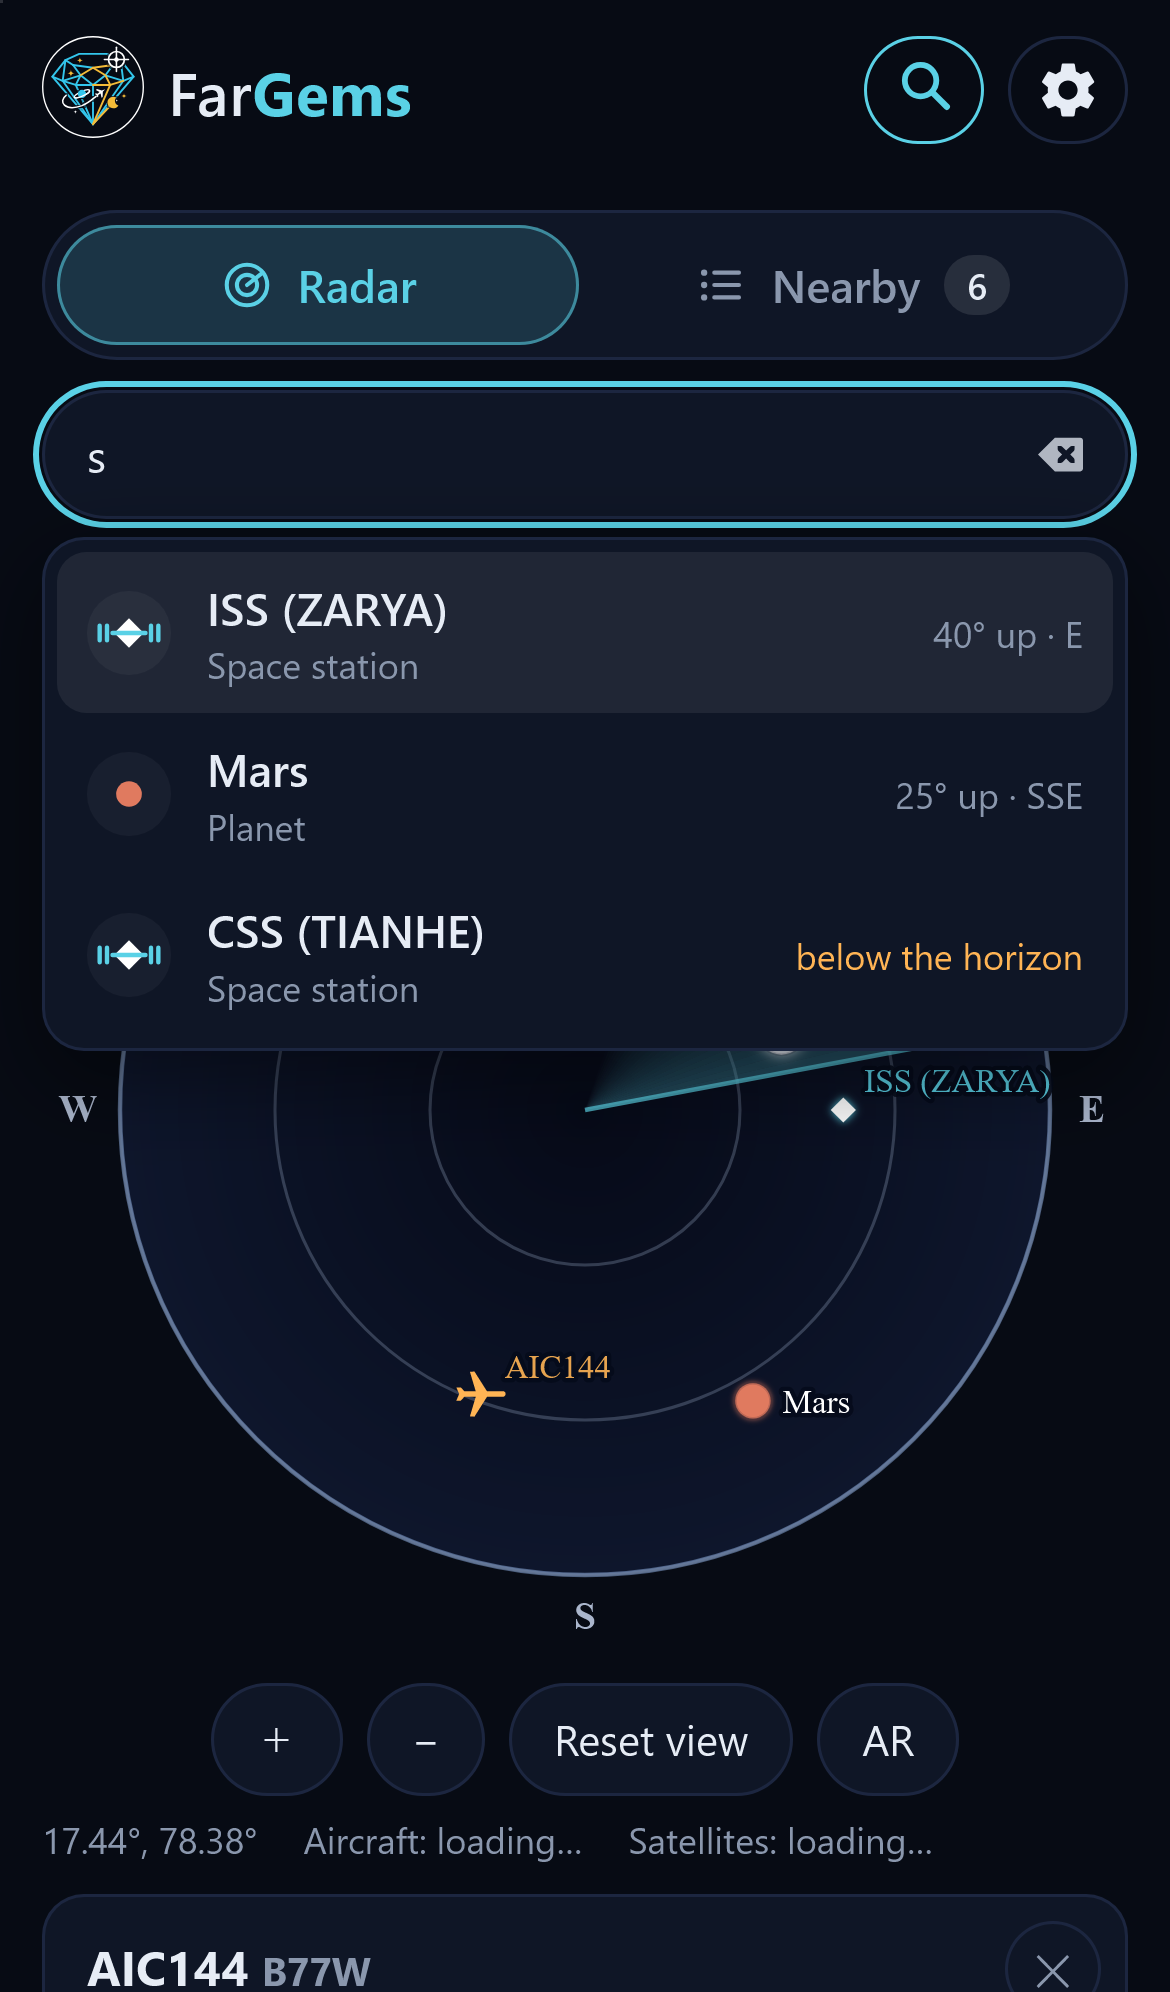 FarGems
Radar
Nearby 6
s
ISS (ZARYA)
Space station
40° up · E
Mars
Planet
25° up · SSE
CSS (TIANHE)
Space station
below the horizon
ISS (ZARYA)
W
E
AIC144
Mars
S
+
−
Reset view
AR
17.44°, 78.38° Aircraft: loading… Satellites: loading…
AIC144 B77W